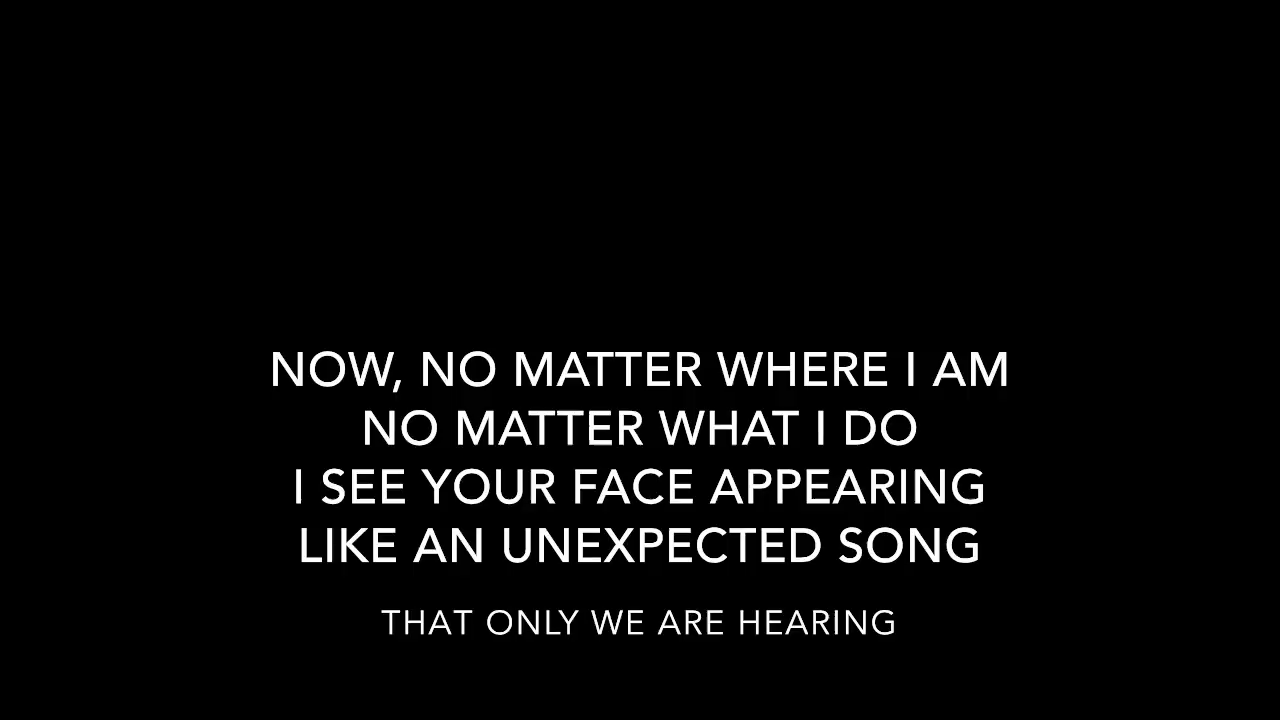 NOW, NO MATTER WHERE I AM
NO MATTER WHAT I DO
I SEE YOUR FACE APPEARING
LIKE AN UNEXPECTED SONG
THAT ONLY WE ARE HEARING